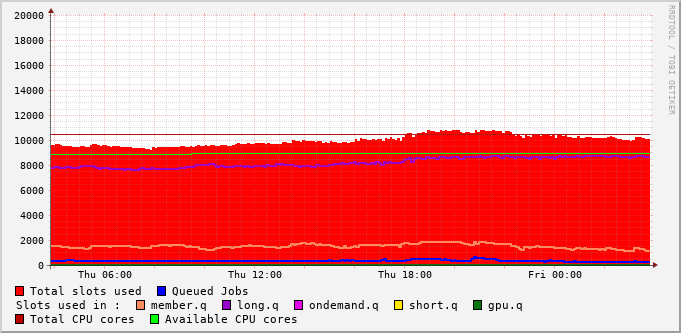 20000
18000
16000
14000
12000
10000
8000
6000
4000
2000
0
Thu 06:00 Thu 12:00 Thu 18:00 Fri 00:00
RRDTOOL / TOBI OETIKER
Total slots used Queued Jobs
Slots used in : member.q long.q ondemand.q short.q gpu.q
Total CPU cores Available CPU cores